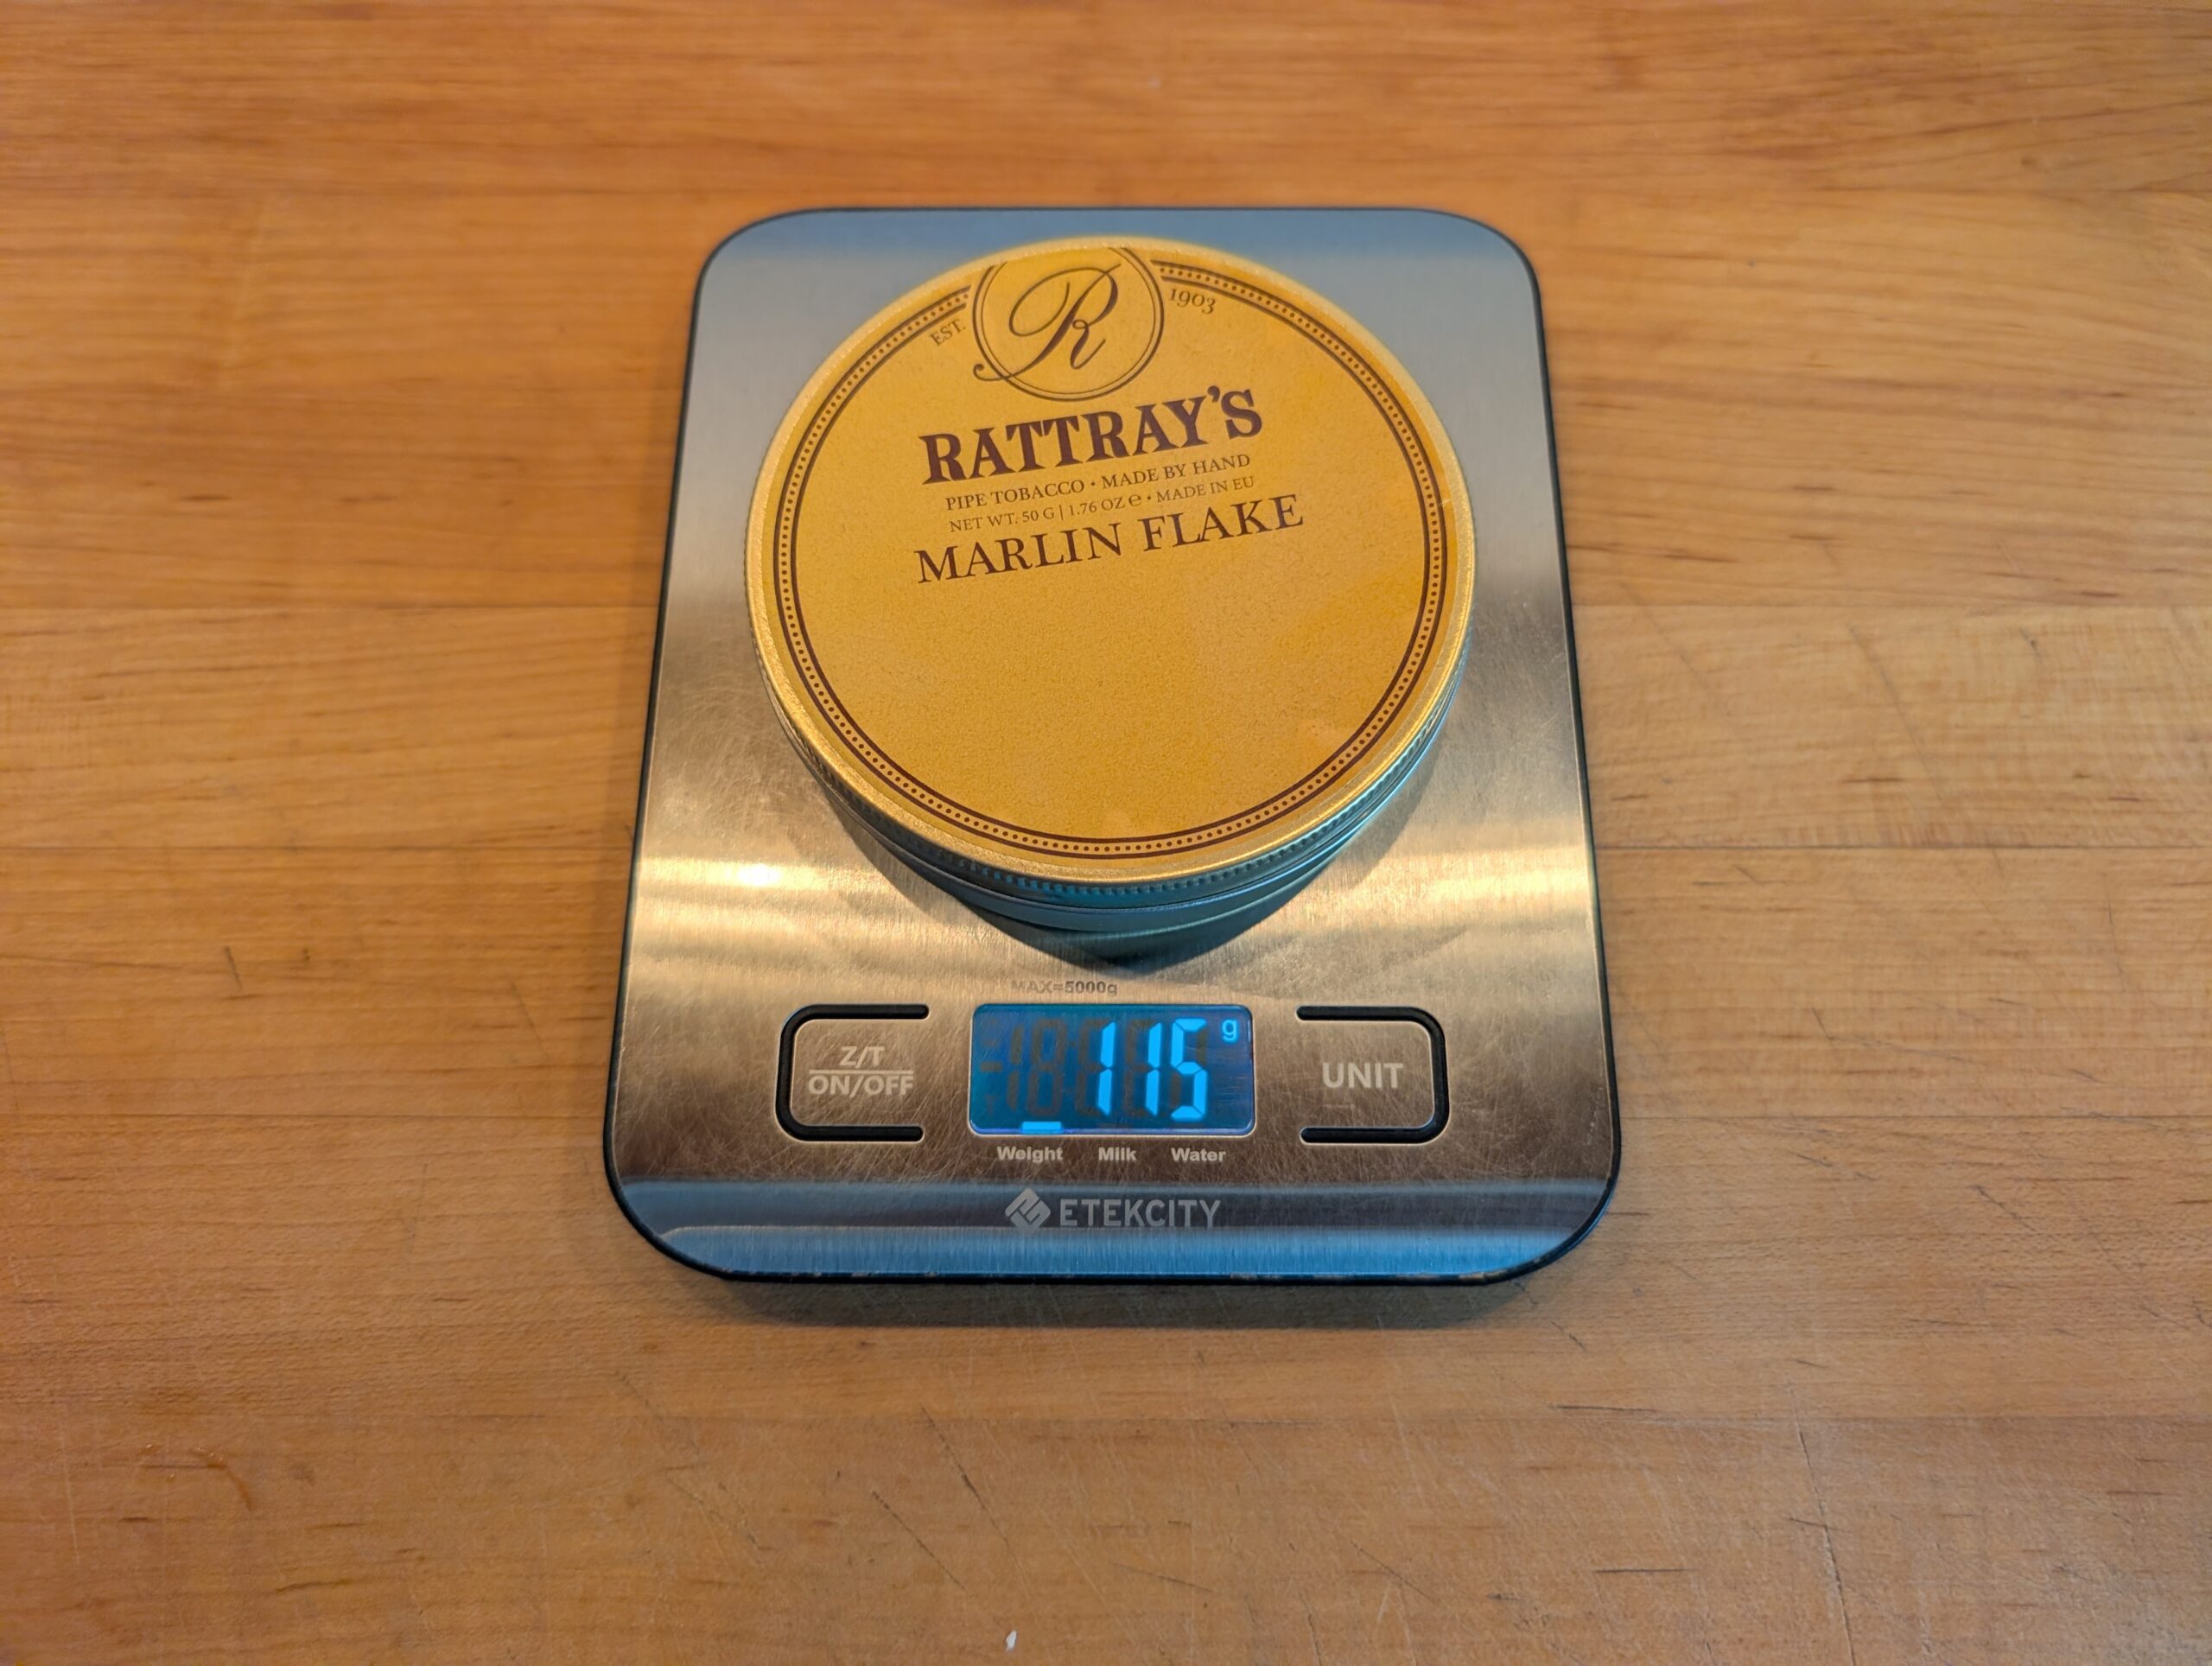 R
EST. 1903
RATTRAY'S
PIPE TOBACCO • MADE BY HAND
NET WT. 50 G | 1.76 OZ ℮ • MADE IN EU
MARLIN FLAKE
MAX=5000g
Z/T
ON/OFF
115 g
UNIT
Weight Milk Water
ETEKCITY